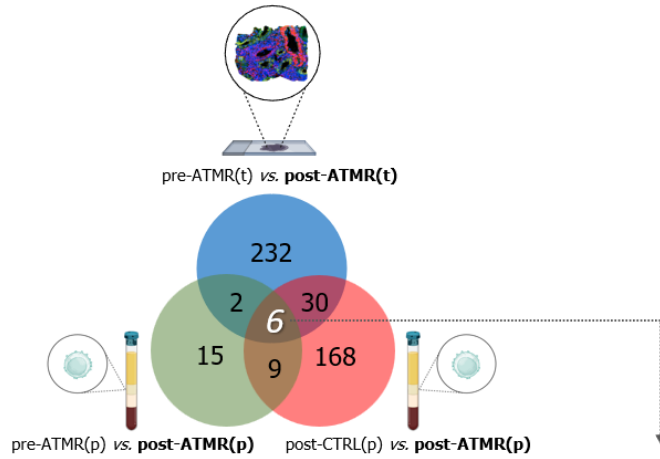 pre-ATMR(t) vs. post-ATMR(t)
232
2
30
6
15
9
168
pre-ATMR(p) vs. post-ATMR(p)
post-CTRL(p) vs. post-ATMR(p)